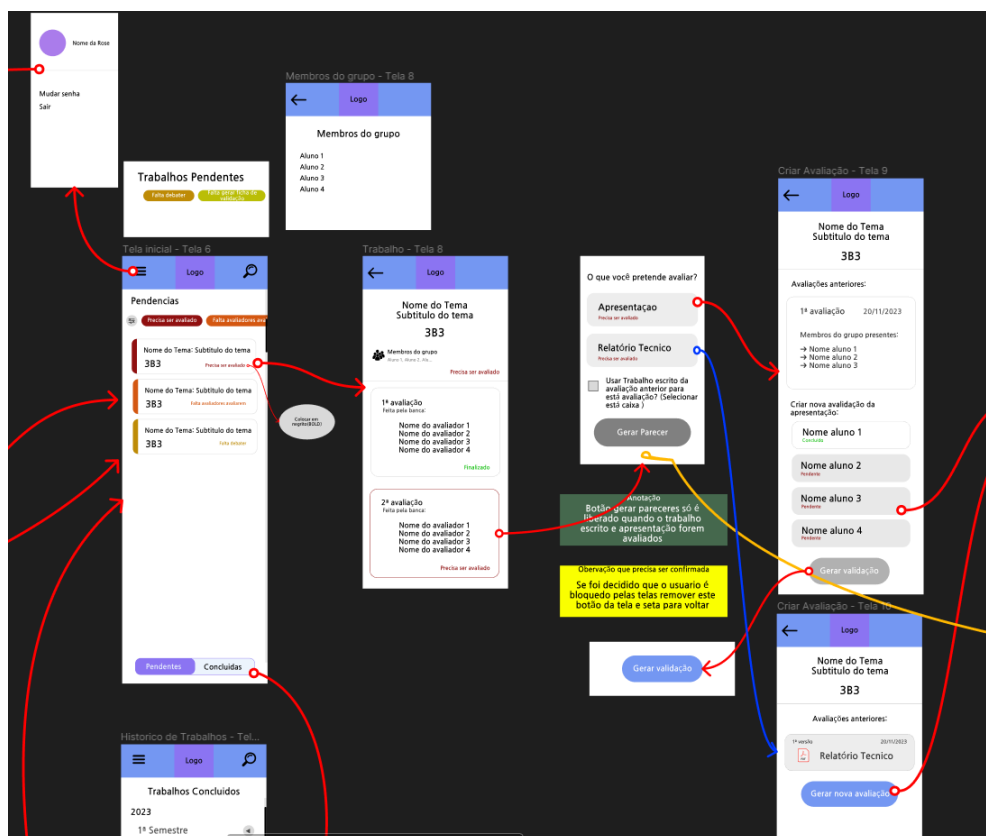 Nome da Rose
Mudar senha
Sair
Membros do grupo - Tela 8
Logo
Membros do grupo
Aluno 1
Aluno 2
Aluno 3
Aluno 4
Trabalhos Pendentes
Falta debater
Falta gerar ficha de
validação
Tela inicial - Tela 6
Logo
Pendencias
Precisa ser avaliado
Falta avaliadores ava
Nome do Tema: Subtitulo do tema
3B3
Precisa ser avaliado
Nome do Tema: Subtitulo do tema
3B3
Falta avaliadores avaliarem
Nome do Tema: Subtitulo do tema
3B3
Falta debater
Pendentes
Concluidas
Colocar em
negrito(BOLD)
Trabalho - Tela 8
Logo
Nome do Tema
Subtitulo do tema
3B3
Membros do grupo
Precisa ser avaliado
1ª avaliação
Feita pela banca:
Nome do avaliador 1
Nome do avaliador 2
Nome do avaliador 3
Nome do avaliador 4
Finalizado
2ª avaliação
Feita pela banca:
Nome do avaliador 1
Nome do avaliador 2
Nome do avaliador 3
Nome do avaliador 4
Precisa ser avaliado
O que você pretende avaliar?
Apresentaçao
Precisa ser avaliado
Relatório Tecnico
Precisa ser avaliado
Usar Trabalho escrito da
avaliação anterior para
está avaliação? (Selecionar
está caixa )
Gerar Parecer
Anotação
Botão gerar pareceres só é
liberado quando o trabalho
escrito e apresentação forem
avaliados
Obervação que precisa ser confirmada
Se foi decidido que o usuario é
bloquedo pelas telas remover este
botão da tela e seta para voltar
Gerar validação
Criar Avaliação - Tela 9
Logo
Nome do Tema
Subtitulo do tema
3B3
Avaliações anteriores:
1ª avaliação
20/11/2023
Membros do grupo presentes:
→ Nome aluno 1
→ Nome aluno 2
→ Nome aluno 3
Criar nova avalidação da
apresentação:
Nome aluno 1
Concluido
Nome aluno 2
Pendente
Nome aluno 3
Pendente
Nome aluno 4
Pendente
Gerar validação
Criar Avaliação - Tela 10
Logo
Nome do Tema
Subtitulo do tema
3B3
Avaliações anteriores:
1ª versão
20/11/2023
Relatório Tecnico
Gerar nova avaliação
Historico de Trabalhos - Tel...
Logo
Trabalhos Concluidos
2023
1ª Semestre